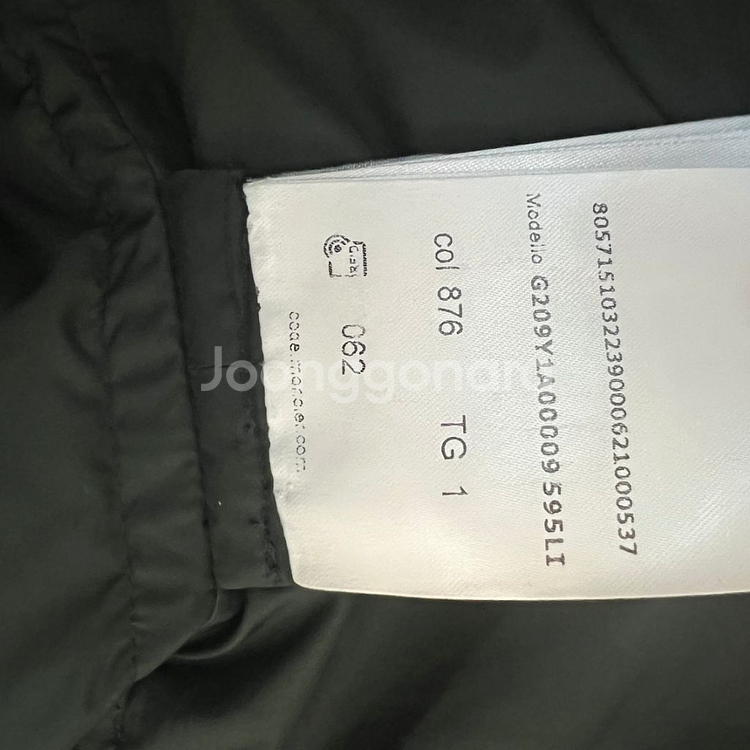 8057151032239000621000537
Modello G209Y1A00009 595LI
col 876 TG 1
062
code.moncler.com
Joonggonara